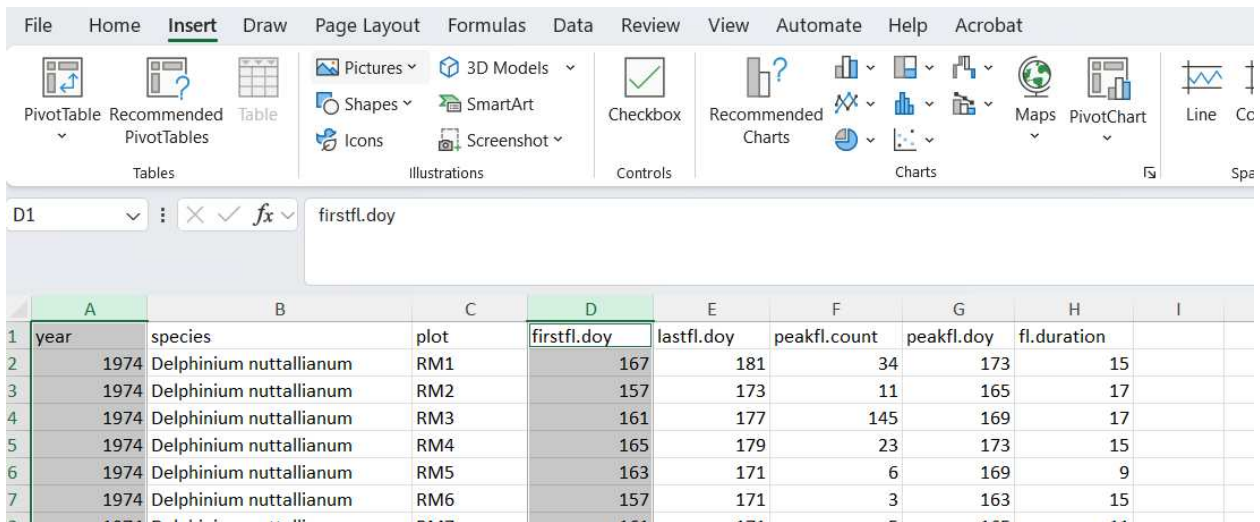 File Home Insert Draw Page Layout Formulas Data Review View Automate Help Acrobat
PivotTable
Recommended PivotTables
Table
Tables
Pictures
Shapes
Icons
3D Models
SmartArt
Screenshot
Illustrations
Checkbox
Controls
Recommended Charts
Maps
PivotChart
Charts
Line
D1 fx firstfl.doy
A B C D E F G H I
1 year species plot firstfl.doy lastfl.doy peakfl.count peakfl.doy fl.duration
2 1974 Delphinium nuttallianum RM1 167 181 34 173 15
3 1974 Delphinium nuttallianum RM2 157 173 11 165 17
4 1974 Delphinium nuttallianum RM3 161 177 145 169 17
5 1974 Delphinium nuttallianum RM4 165 179 23 173 15
6 1974 Delphinium nuttallianum RM5 163 171 6 169 9
7 1974 Delphinium nuttallianum RM6 157 171 3 163 15